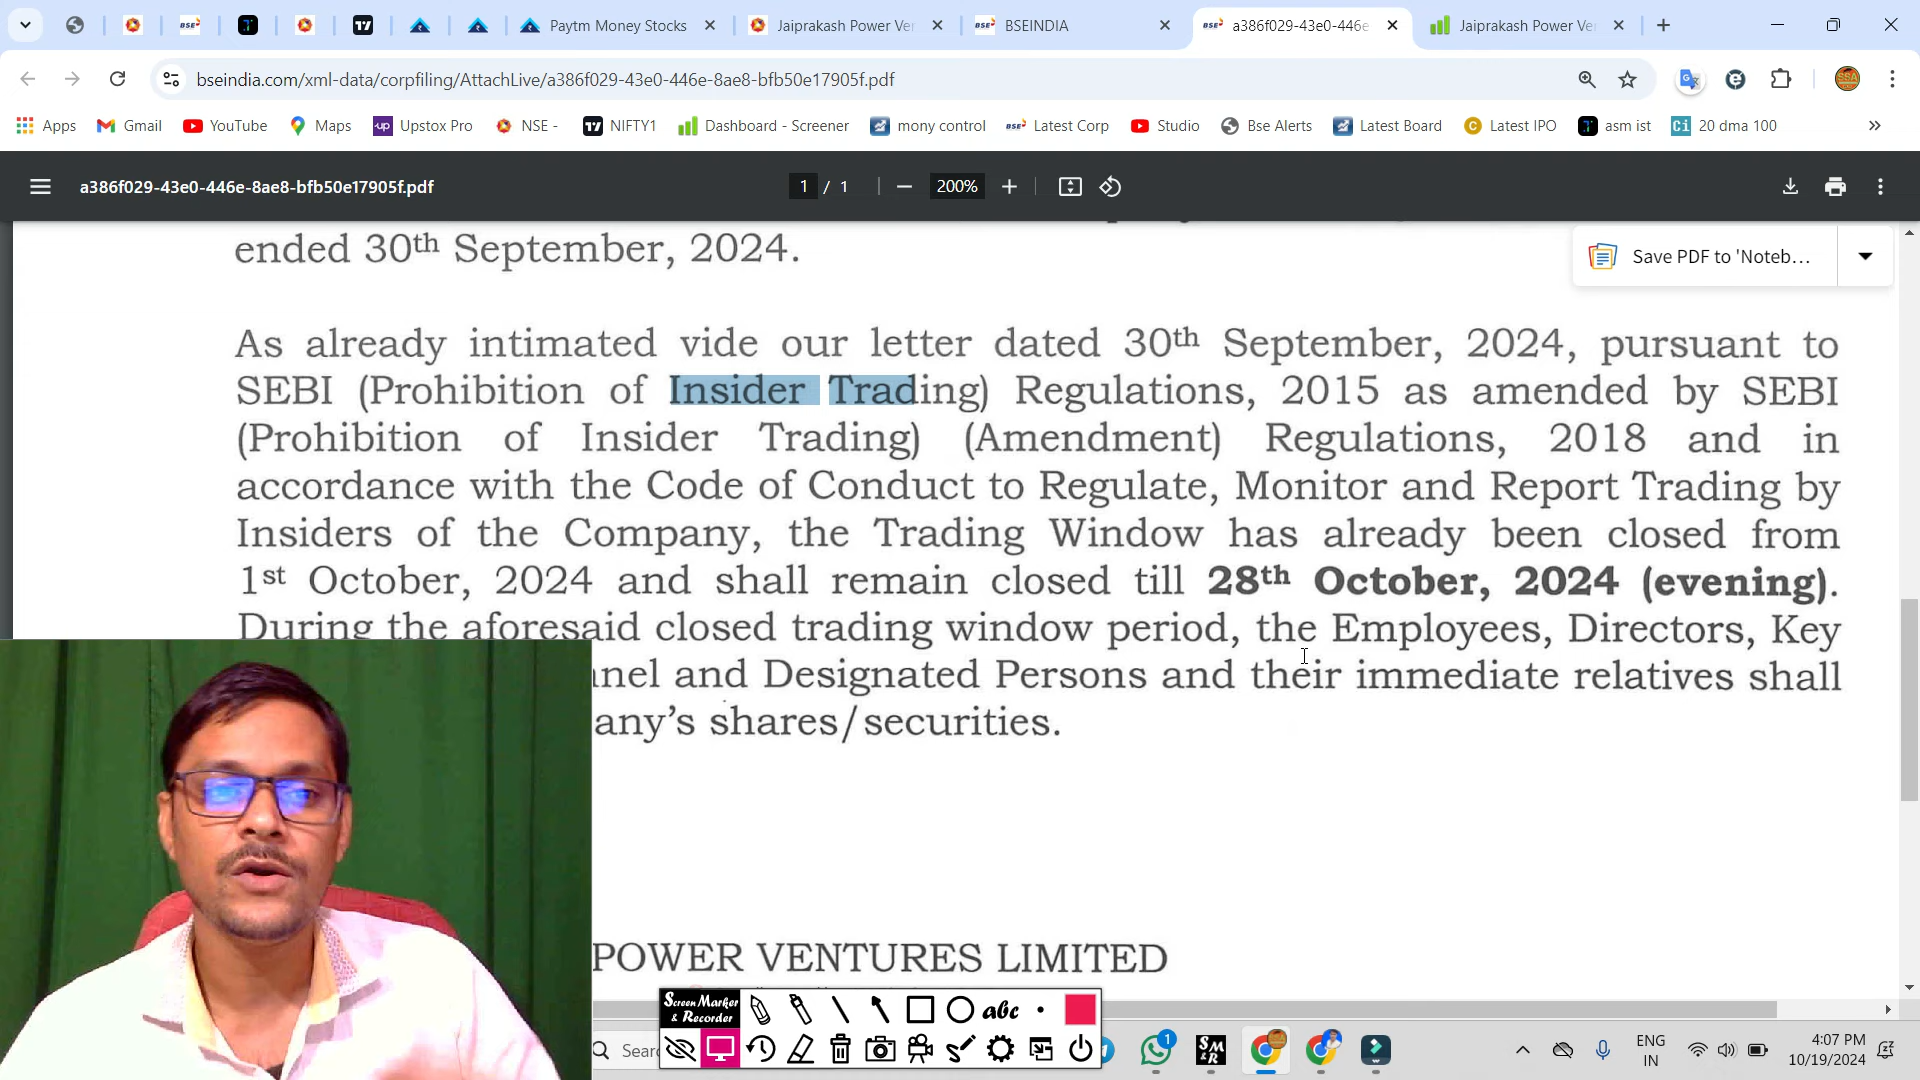 Paytm Money Stocks
Jaiprakash Power Ver
BSEINDIA
a386f029-43e0-446e
Jaiprakash Power Ver
bseindia.com/xml-data/corpfiling/AttachLive/a386f029-43e0-446e-8ae8-bfb50e17905f.pdf
Apps
Gmail
YouTube
Maps
Upstox Pro
NSE -
NIFTY1
Dashboard - Screener
mony control
Latest Corp
Studio
Bse Alerts
Latest Board
Latest IPO
asm ist
20 dma 100
a386f029-43e0-446e-8ae8-bfb50e17905f.pdf
1 / 1
200%
Save PDF to 'Noteb...
ended 30th September, 2024.
As already intimated vide our letter dated 30th September, 2024, pursuant to
SEBI (Prohibition of Insider Trading) Regulations, 2015 as amended by SEBI
(Prohibition of Insider Trading) (Amendment) Regulations, 2018 and in
accordance with the Code of Conduct to Regulate, Monitor and Report Trading by
Insiders of the Company, the Trading Window has already been closed from
1st October, 2024 and shall remain closed till 28th October, 2024 (evening).
During the aforesaid closed trading window period, the Employees, Directors, Key
nnel and Designated Persons and their immediate relatives shall
any's shares/securities.
POWER VENTURES LIMITED
Screen Marker
& Recorder
abc
Sear
1
SM
&R
ENG
IN
4:07 PM
10/19/2024